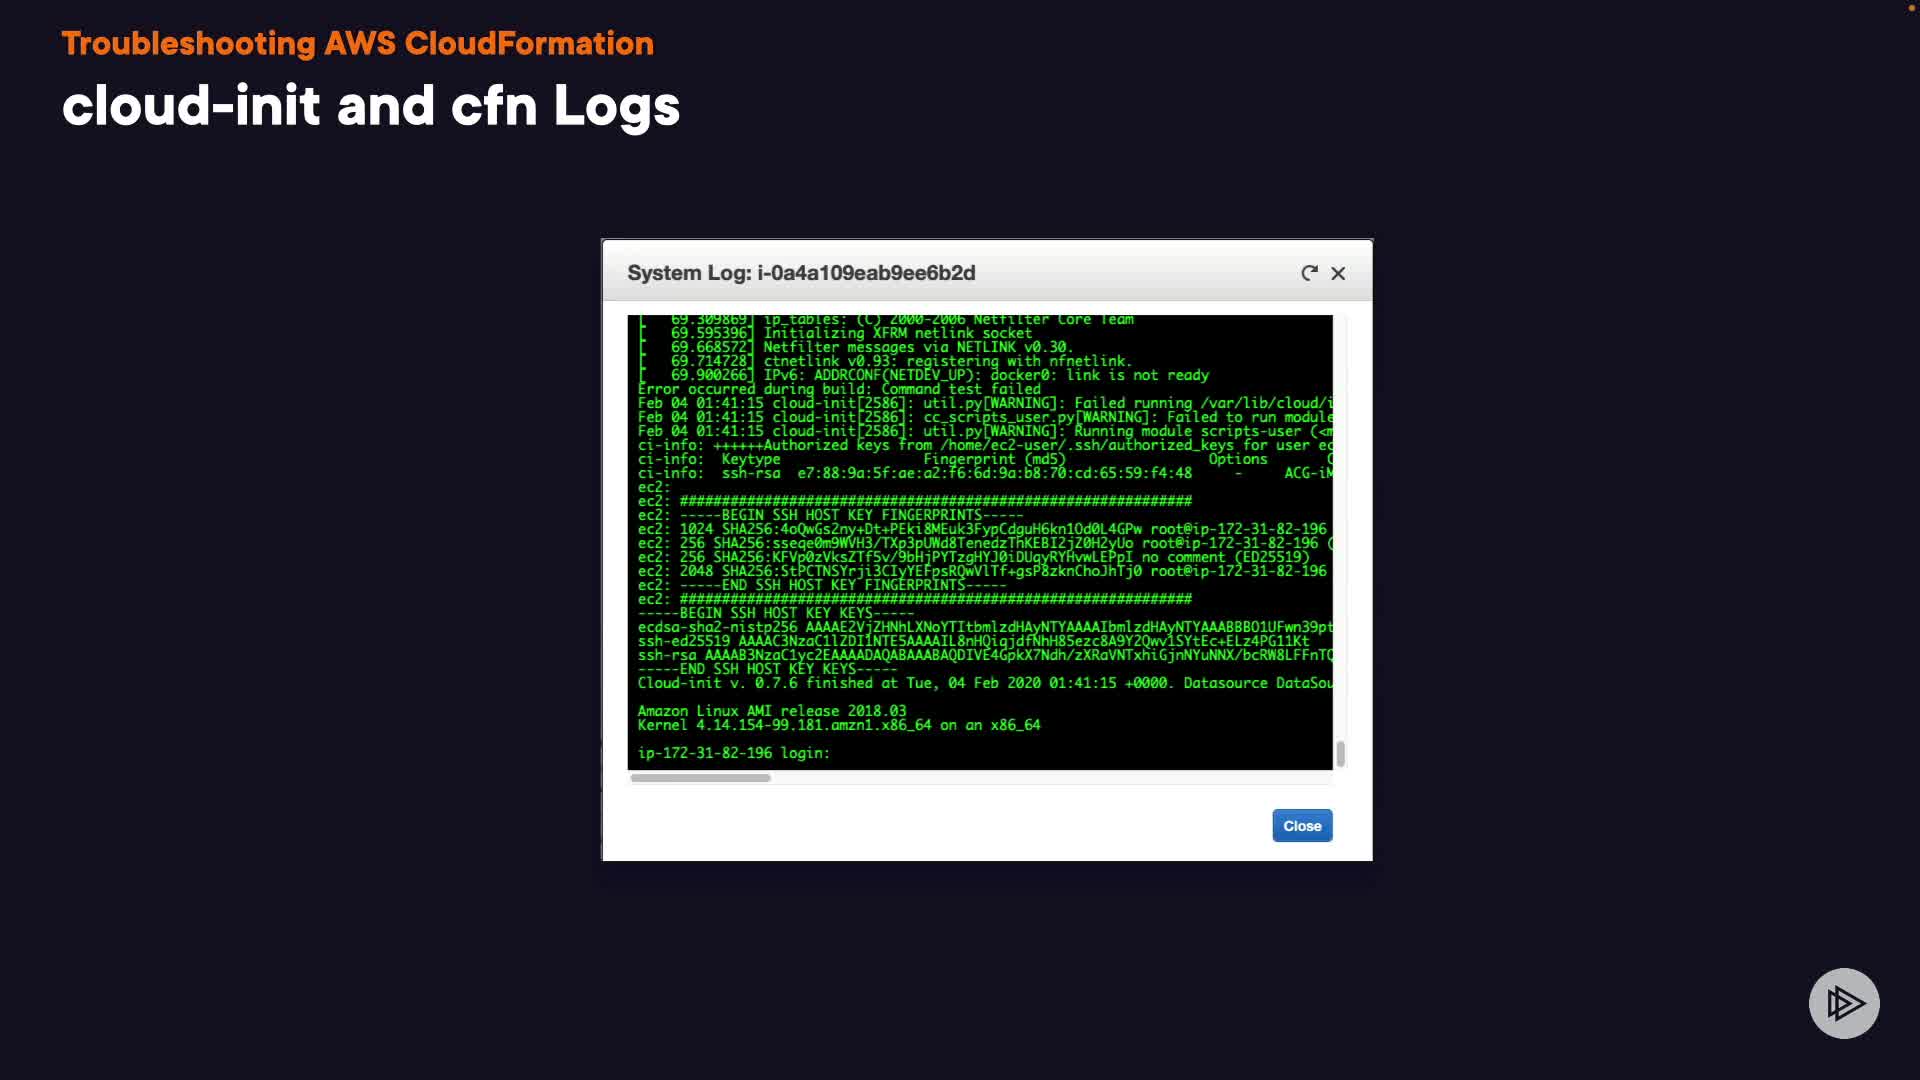 Troubleshooting AWS CloudFormation
cloud-init and cfn Logs
System Log: i-0a4a109eab9ee6b2d
[   69.309869] ip_tables: (C) 2000-2006 Netfilter Core Team
[   69.595396] Initializing XFRM netlink socket
[   69.668572] Netfilter messages via NETLINK v0.30.
[   69.714728] ctnetlink v0.93: registering with nfnetlink.
[   69.900266] IPv6: ADDRCONF(NETDEV_UP): docker0: link is not ready
Error occurred during build: Command test failed
Feb 04 01:41:15 cloud-init[2586]: util.py[WARNING]: Failed running /var/lib/cloud/i
Feb 04 01:41:15 cloud-init[2586]: cc_scripts_user.py[WARNING]: Failed to run module
Feb 04 01:41:15 cloud-init[2586]: util.py[WARNING]: Running module scripts-user (<m
ci-info: ++++++Authorized keys from /home/ec2-user/.ssh/authorized_keys for user ec
ci-info:  Keytype                 Fingerprint (md5)                 Options
ci-info:  ssh-rsa  e7:88:9a:5f:ae:a2:f6:6d:9a:b8:70:cd:65:59:f4:48     -     ACG-iM
ec2:
ec2: #############################################################
ec2: -----BEGIN SSH HOST KEY FINGERPRINTS-----
ec2: 1024 SHA256:4oQwGs2ny+Dt+PEki8MEuk3FypCdguH6kn1Od0L4GPw root@ip-172-31-82-196
ec2: 256 SHA256:sseqe0m9WVH3/TXp3pUWd8TenedzThKEBI2jZ0H2yUo root@ip-172-31-82-196 (
ec2: 256 SHA256:KFVp0zVksZTf5v/9bHjPYTzgHYJ0iDUqyRYHvwLEPpI no comment (ED25519)
ec2: 2048 SHA256:StPCTNSYrji3CIyYEFpsRQwVlTf+gsP8zknChoJhTj0 root@ip-172-31-82-196
ec2: -----END SSH HOST KEY FINGERPRINTS-----
ec2: #############################################################
-----BEGIN SSH HOST KEY KEYS-----
ecdsa-sha2-nistp256 AAAAE2VjZHNhLXNoYTItbmlzdHAyNTYAAAAIbmlzdHAyNTYAAABBBO1UFwn39pt
ssh-ed25519 AAAAC3NzaC1lZDI1NTE5AAAAIL8nHQiqjdfNhH85ezc8A9Y2Qwv1SYtEc+ELz4PG11Kt
ssh-rsa AAAAB3NzaC1yc2EAAAADAQABAAABAQDIVE4GpkX7Ndh/zXRaVNTxhiGjnNYuNNX/bcRW8LFFnTQ
-----END SSH HOST KEY KEYS-----
Cloud-init v. 0.7.6 finished at Tue, 04 Feb 2020 01:41:15 +0000. Datasource DataSou
Amazon Linux AMI release 2018.03
Kernel 4.14.154-99.181.amzn1.x86_64 on an x86_64
ip-172-31-82-196 login:
Close